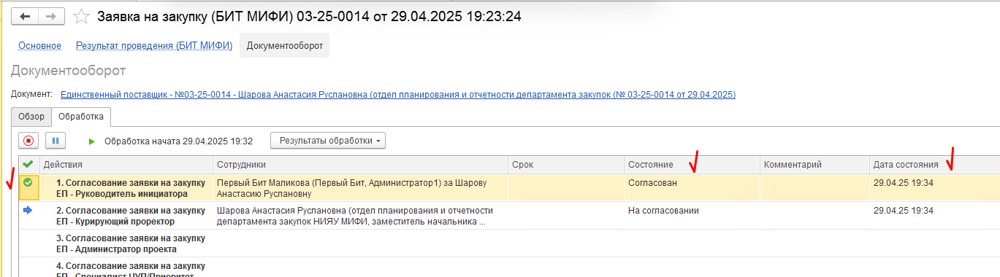 Заявка на закупку (БИТ МИФИ) 03-25-0014 от 29.04.2025 19:23:24
Основное Результат проведения (БИТ МИФИ) Документооборот
Документооборот
Документ: Единственный поставщик - №03-25-0014 - Шарова Анастасия Руслановна (отдел планирования и отчетности департамента закупок (№ 03-25-0014 от 29.04.2025)
Обзор Обработка
Обработка начата 29.04.2025 19:32 Результаты обработки
Действия Сотрудники Срок Состояние Комментарий Дата состояния
1. Согласование заявки на закупку Первый Бит Маликова (Первый Бит, Администратор1) за Шарову Согласован 29.04.25 19:34
ЕП - Руководитель инициатора Анастасию Руслановну
2. Согласование заявки на закупку Шарова Анастасия Руслановна (отдел планирования и отчетности На согласовании 29.04.25 19:34
ЕП - Курирующий проректор департамента закупок НИЯУ МИФИ, заместитель начальника ...
3. Согласование заявки на закупку
ЕП - Администратор проекта
4. Согласование заявки на закупку
ЕП - Специалист ЦУП/Приоритет